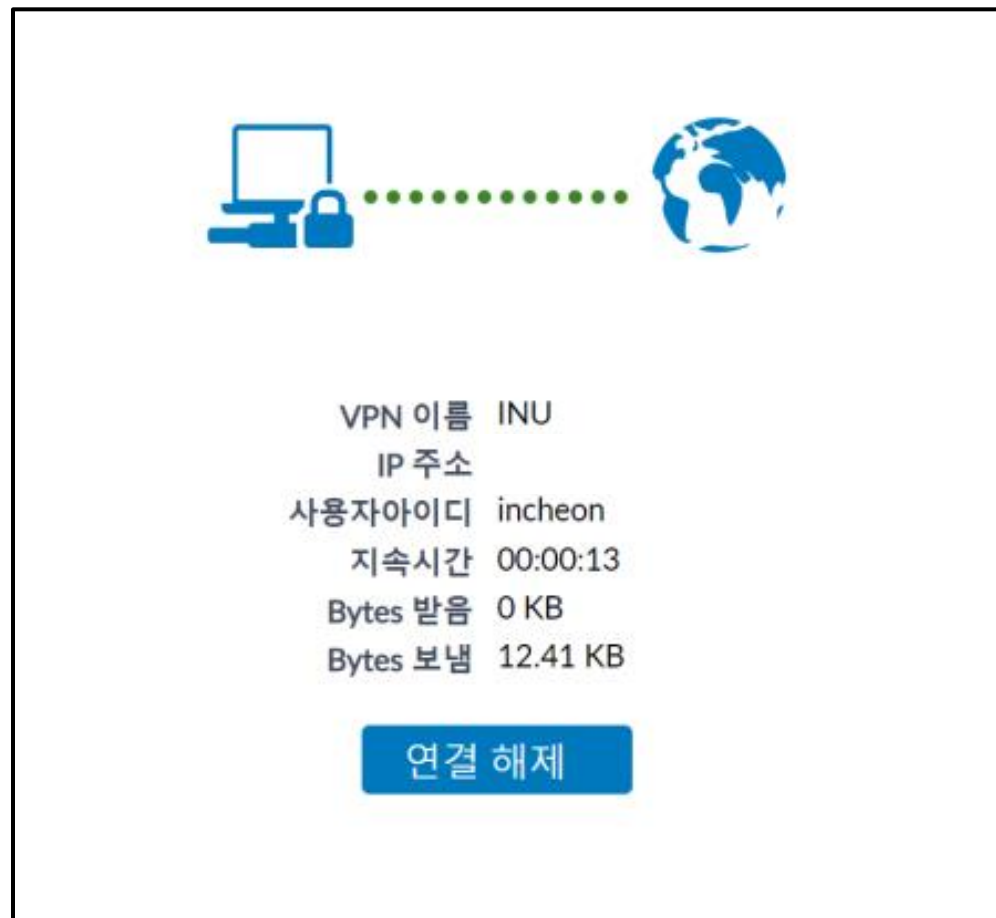 VPN 이름 INU
IP 주소
사용자아이디 incheon
지속시간 00:00:13
Bytes 받음 0 KB
Bytes 보냄 12.41 KB
연결 해제